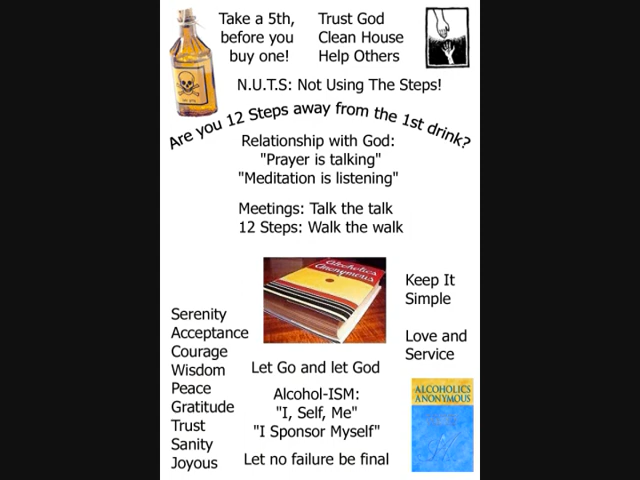 Take a 5th,
before you
buy one!
Trust God
Clean House
Help Others
N.U.T.S: Not Using The Steps!
Are you 12 Steps away from the 1st drink?
Relationship with God:
"Prayer is talking"
"Meditation is listening"
Meetings: Talk the talk
12 Steps: Walk the walk
Alcoholics
Anonymous
Keep It
Simple
Love and
Service
Serenity
Acceptance
Courage
Wisdom
Peace
Gratitude
Trust
Sanity
Joyous
Let Go and let God
Alcohol-ISM:
"I, Self, Me"
"I Sponsor Myself"
Let no failure be final
ALCOHOLICS
ANONYMOUS